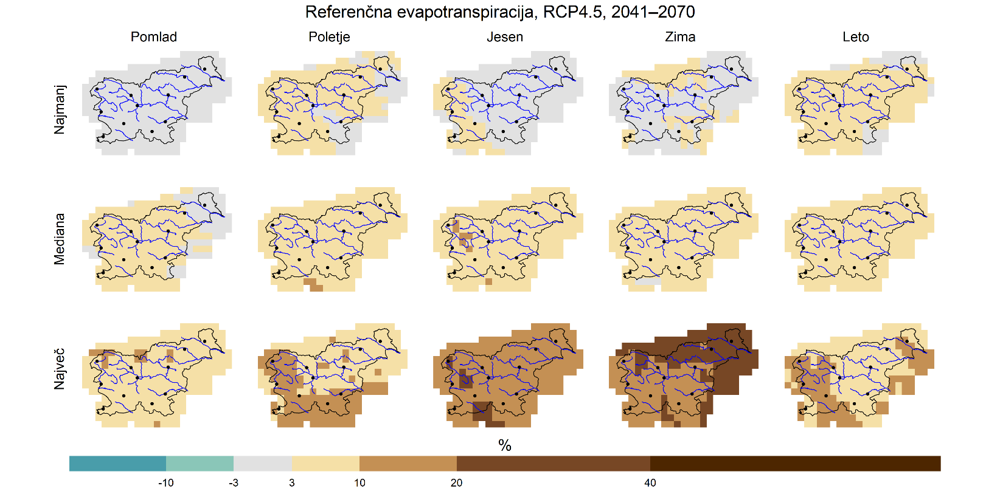 Referenčna evapotranspiracija, RCP4.5, 2041–2070
Pomlad Poletje Jesen Zima Leto
Najmanj
Mediana
Največ
%
-10 -3 3 10 20 40